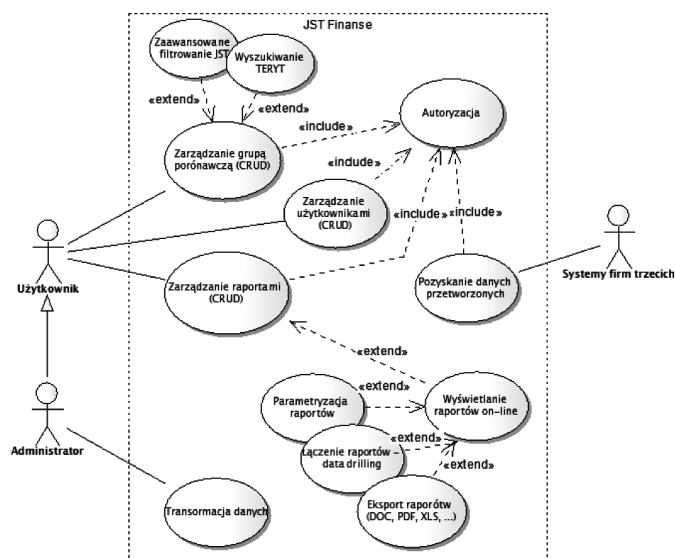 JST Finanse
Zaawansowane
filtrowanie JST
Wyszukiwanie
TERYT
«extend»
«extend»
Autoryzacja
«include»
Zarządzanie grupą
porónawczą (CRUD)
«include»
Zarządzanie
użytkownikami
(CRUD)
«include»
«include»
Użytkownik
Zarządzanie raportami
(CRUD)
Pozyskanie danych
przetworzonych
Systemy firm trzecich
«extend»
Parametryzacja
raportów
«extend»
Wyświetlanie
raportów on-line
Łączenie raportów
data drilling
«extend»
«extend»
Administrator
Transormacja danych
Eksport raporótw
(DOC, PDF, XLS, ...)